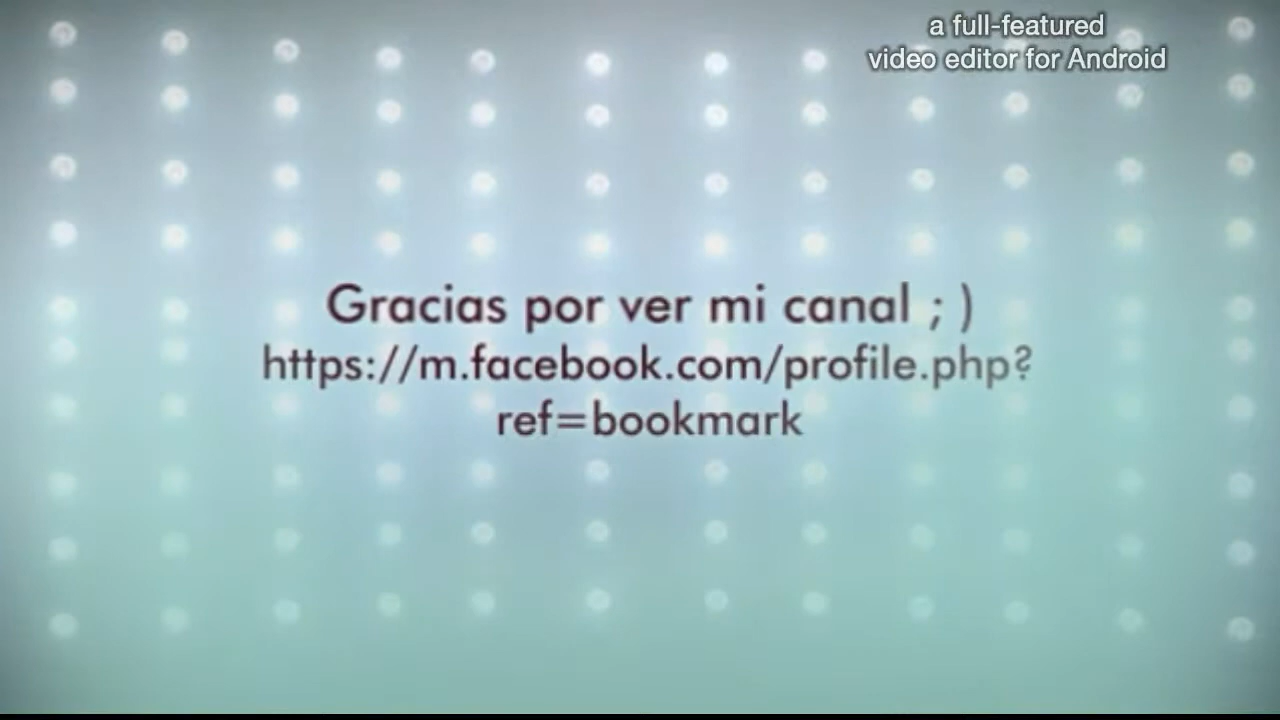 a full-featured
video editor for Android
Gracias por ver mi canal ; )
https://m.facebook.com/profile.php?
ref=bookmark